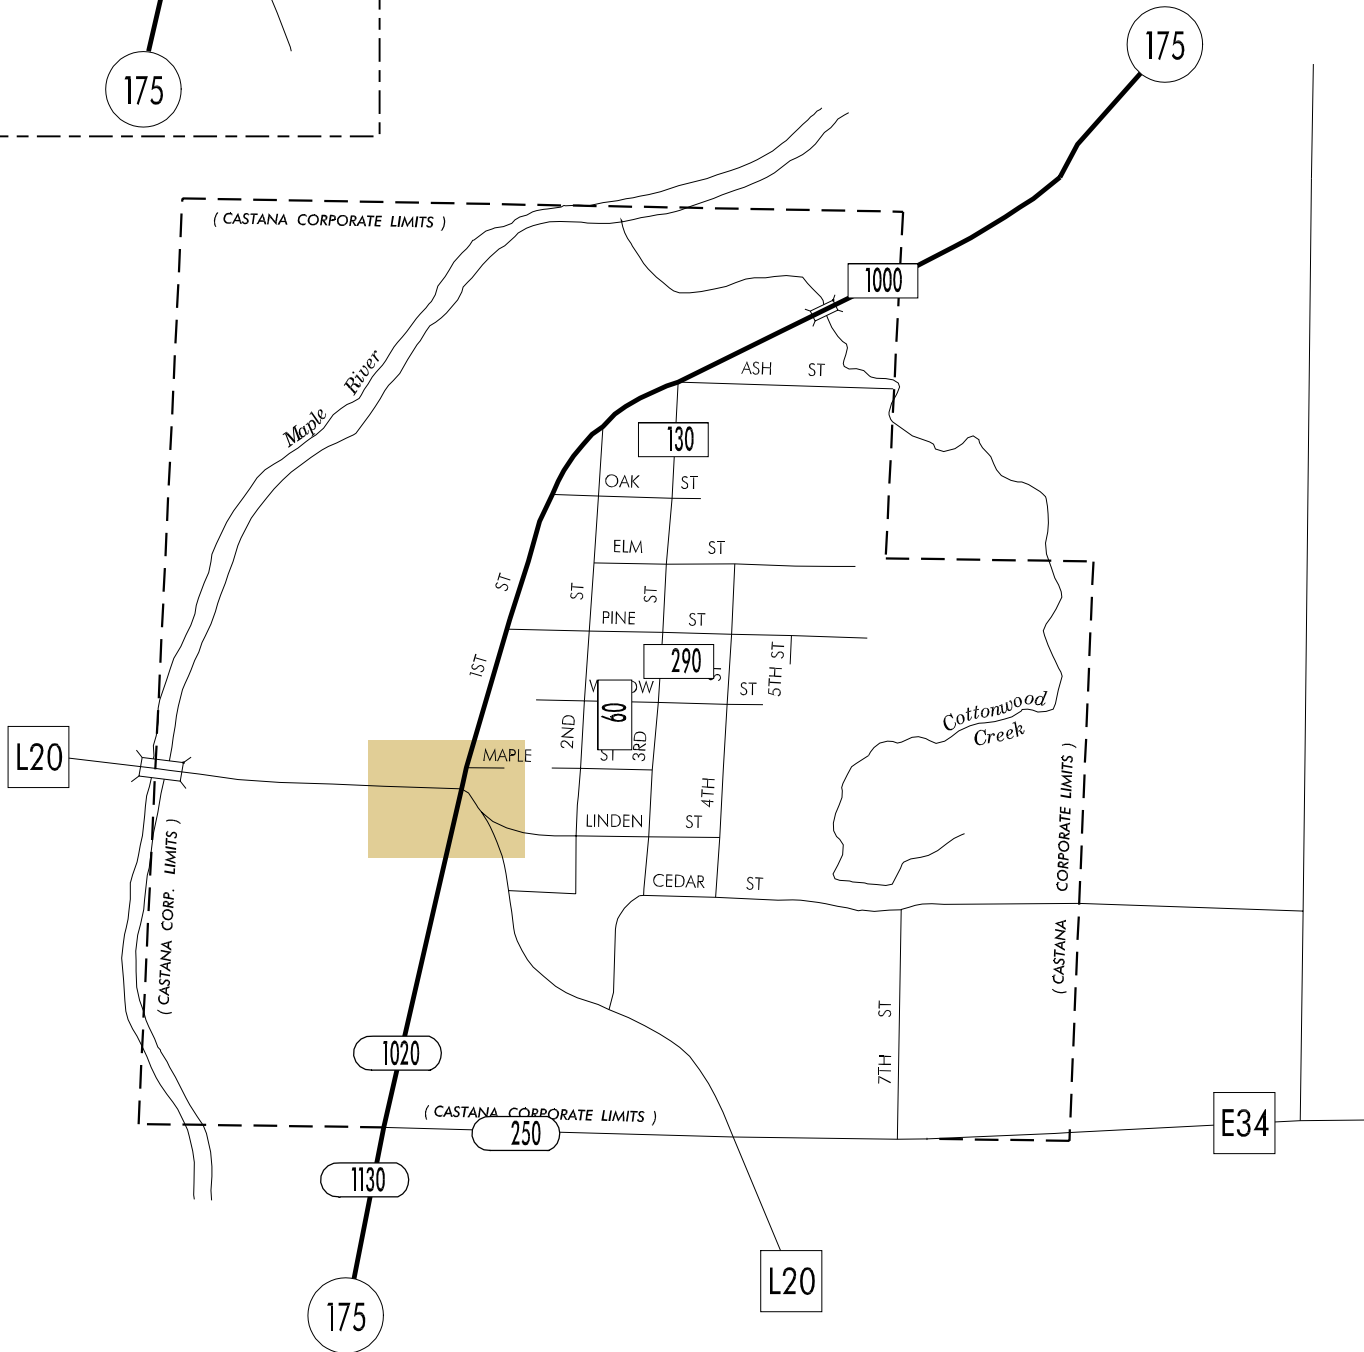 175
175
( CASTANA CORPORATE LIMITS )
1000
Maple River
ASH ST
130
OAK ST
ELM ST
ST
ST
ST
PINE ST
1ST
290
ST
5TH ST
ST
60
2ND
3RD
4TH
Cottonwood
Creek
L20
MAPLE ST
LINDEN ST
CEDAR ST
( CASTANA CORP. LIMITS )
( CASTANA CORPORATE LIMITS )
7TH ST
1020
( CASTANA CORPORATE LIMITS )
250
E34
1130
L20
175